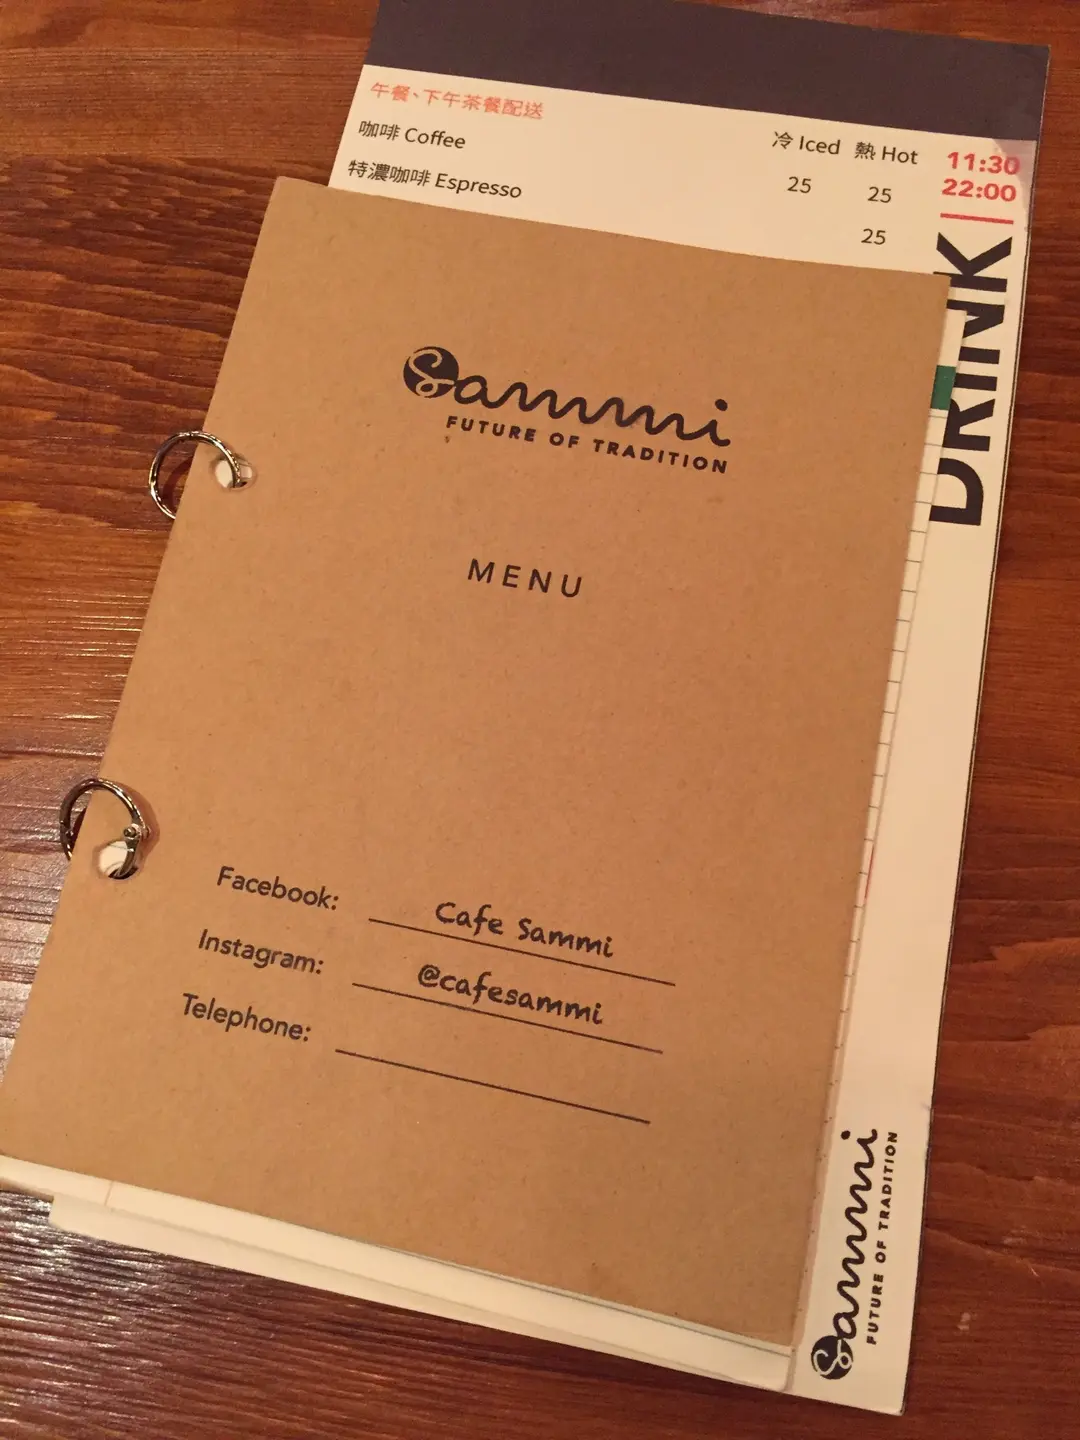 午餐、下午茶餐配送
咖啡 Coffee
冷 Iced 熱 Hot
特濃咖啡 Espresso
25 25
25
11:30
22:00
DRINK
Sammi
FUTURE OF TRADITION
MENU
Facebook: Cafe Sammi
Instagram: @cafesammi
Telephone:
Sammi
FUTURE OF TRADITION